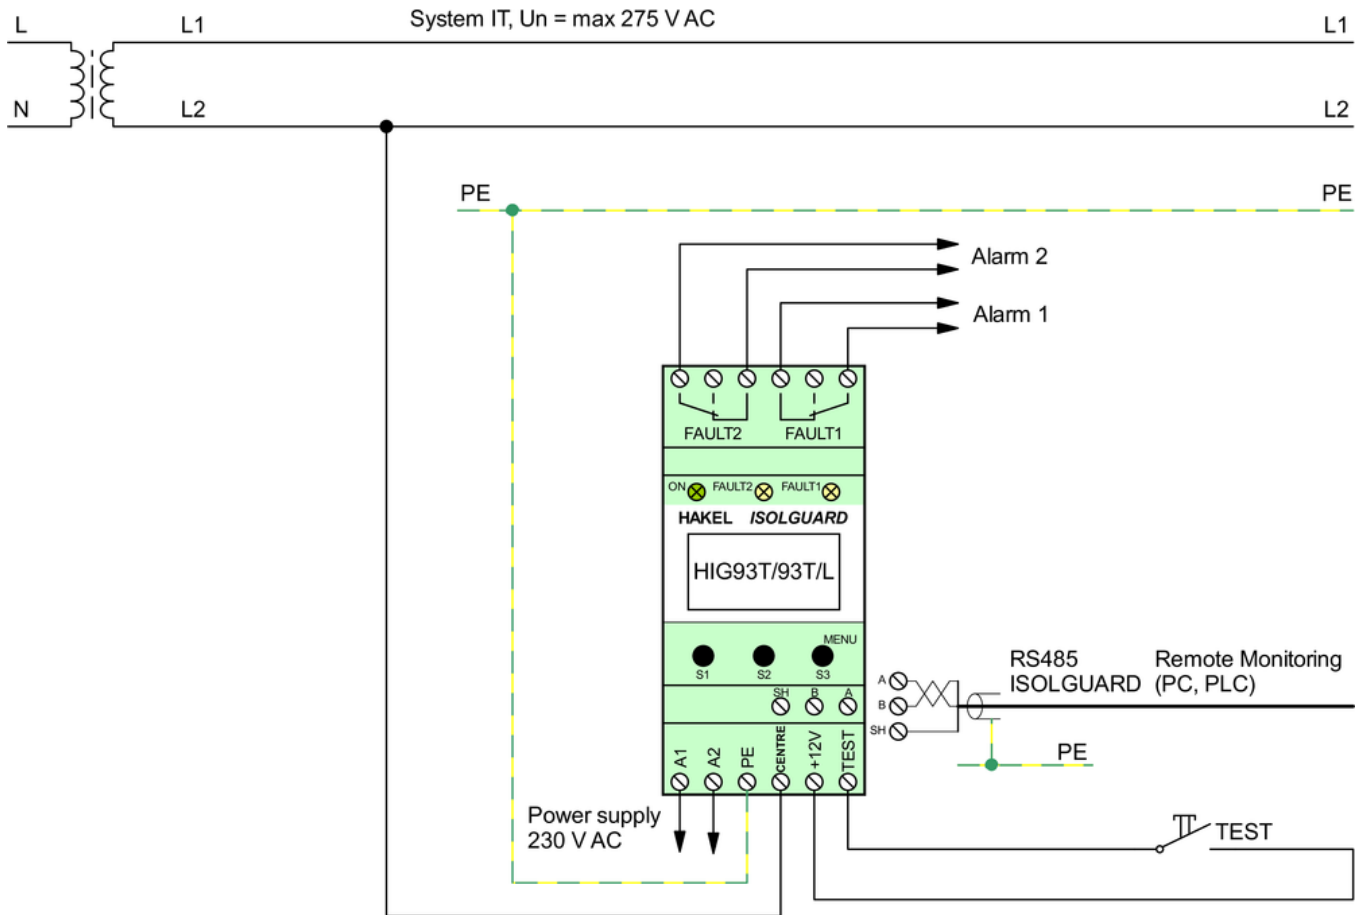 System IT, Un = max 275 V AC
L L1 L1
N L2 L2
PE PE
Alarm 2
Alarm 1
FAULT2 FAULT1
ON FAULT2 FAULT1
HAKEL ISOLGUARD
HIG93T/93T/L
MENU
S1 S2 S3
SH B A
A
B
SH
RS485 Remote Monitoring
ISOLGUARD (PC, PLC)
PE
A1 A2 PE CENTRE +12V TEST
Power supply
230 V AC
TEST